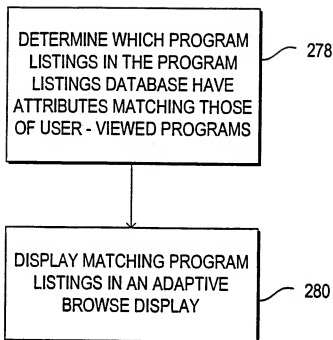 DETERMINE WHICH PROGRAM
LISTINGS IN THE PROGRAM
LISTINGS DATABASE HAVE
ATTRIBUTES MATCHING THOSE
OF USER - VIEWED PROGRAMS
278
DISPLAY MATCHING PROGRAM
LISTINGS IN AN ADAPTIVE
BROWSE DISPLAY
280